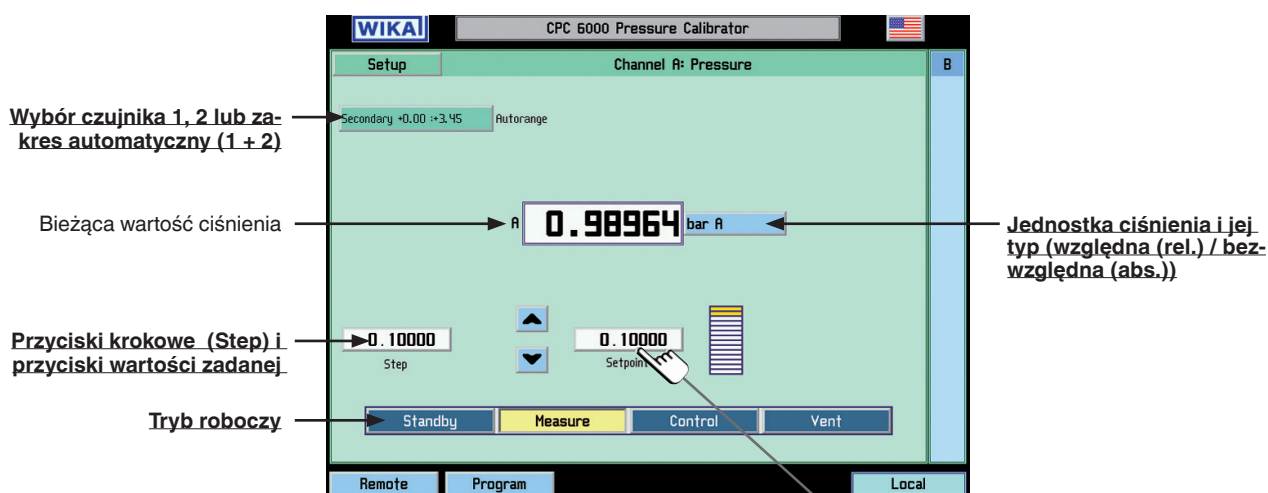 WIKA
CPC 6000 Pressure Calibrator
Setup
Channel A: Pressure
B
Wybór czujnika 1, 2 lub za-
kres automatyczny (1 + 2)
Secondary +0.00 :+3.45
Autorange
Bieżąca wartość ciśnienia
A
0.98964
bar A
Jednostka ciśnienia i jej
typ (względna (rel.) / bez-
względna (abs.))
Przyciski krokowe (Step) i
przyciski wartości zadanej
0.10000
Step
0.10000
Setpoint
Tryb roboczy
Standby
Measure
Control
Vent
Remote
Program
Local